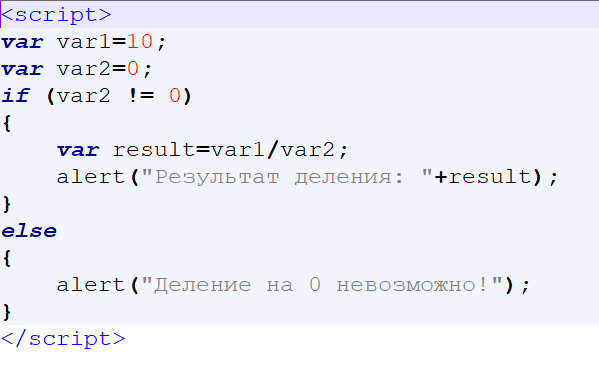 <script>
var var1=10;
var var2=0;
if (var2 != 0)
{
    var result=var1/var2;
    alert("Результат деления: "+result);
}
else
{
    alert("Деление на 0 невозможно!");
}
</script>